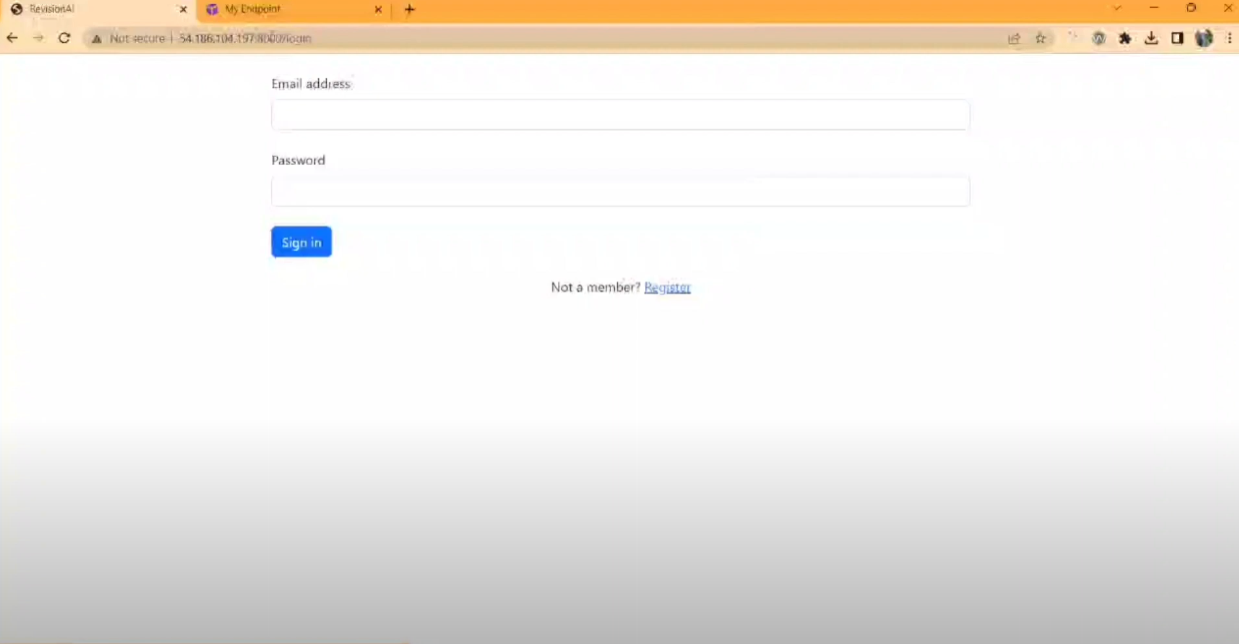 RevisionAI
My Endpoint
Not secure | 54.186.104.197:8000/login
Email address
Password
Sign in
Not a member? Register